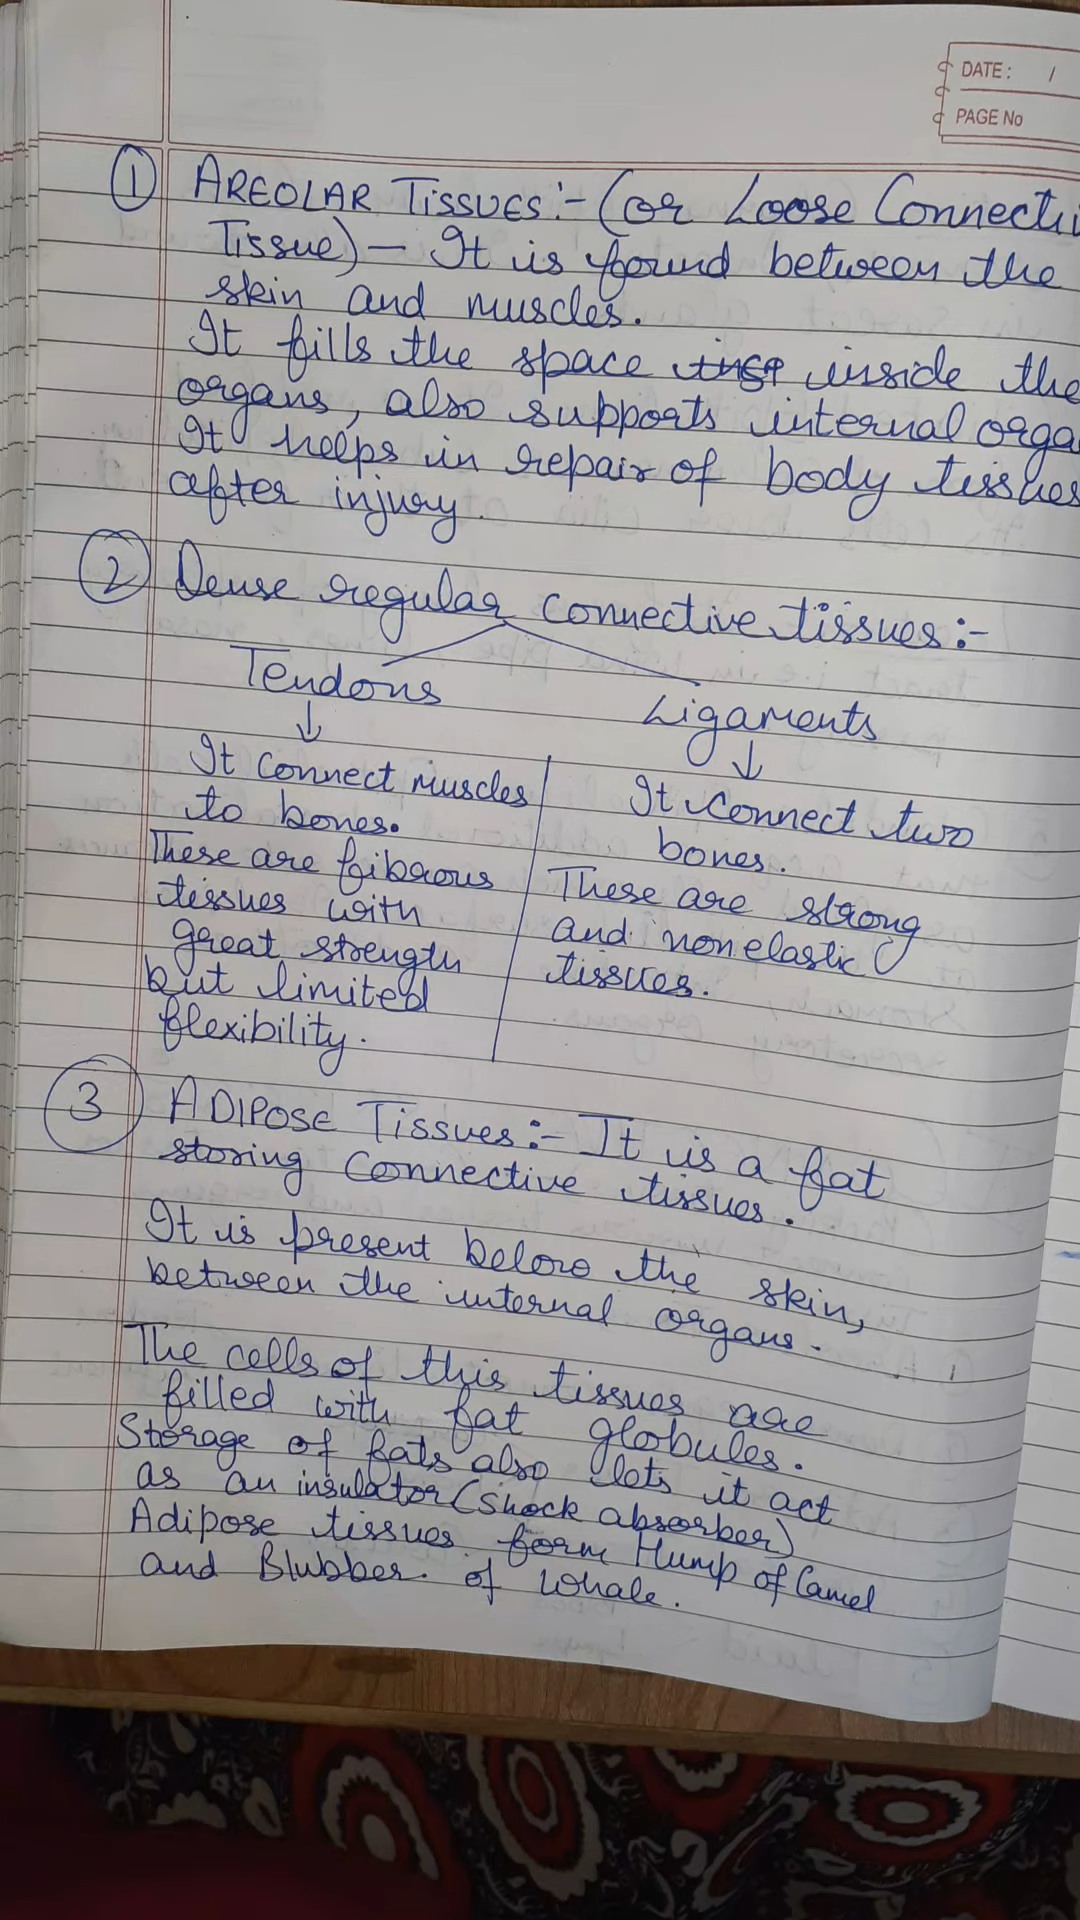 DATE: /
PAGE No
① AREOLAR TISSUES:- (or Loose Connecti
Tissue) — It is found between the
skin and muscles.
It fills the space inside the
organs, also supports internal orga
It helps in repair of body tissues
after injury.
② Dense regular connective tissues:-
Tendons
Ligaments
↓
↓
It connect muscles
to bones.
These are fibrous
tissues with
great strength
but limited
flexibility.
It connect two
bones.
These are strong
and non elastic
tissues.
③ ADIPOSE TISSUES:- It is a fat
storing connective tissues.
It is present below the skin,
between the internal organs.
The cells of this tissues are
filled with fat globules.
Storage of fats also lets it act
as an insulator (shock absorber)
Adipose tissues form Hump of Camel
and Blubber. of whale.